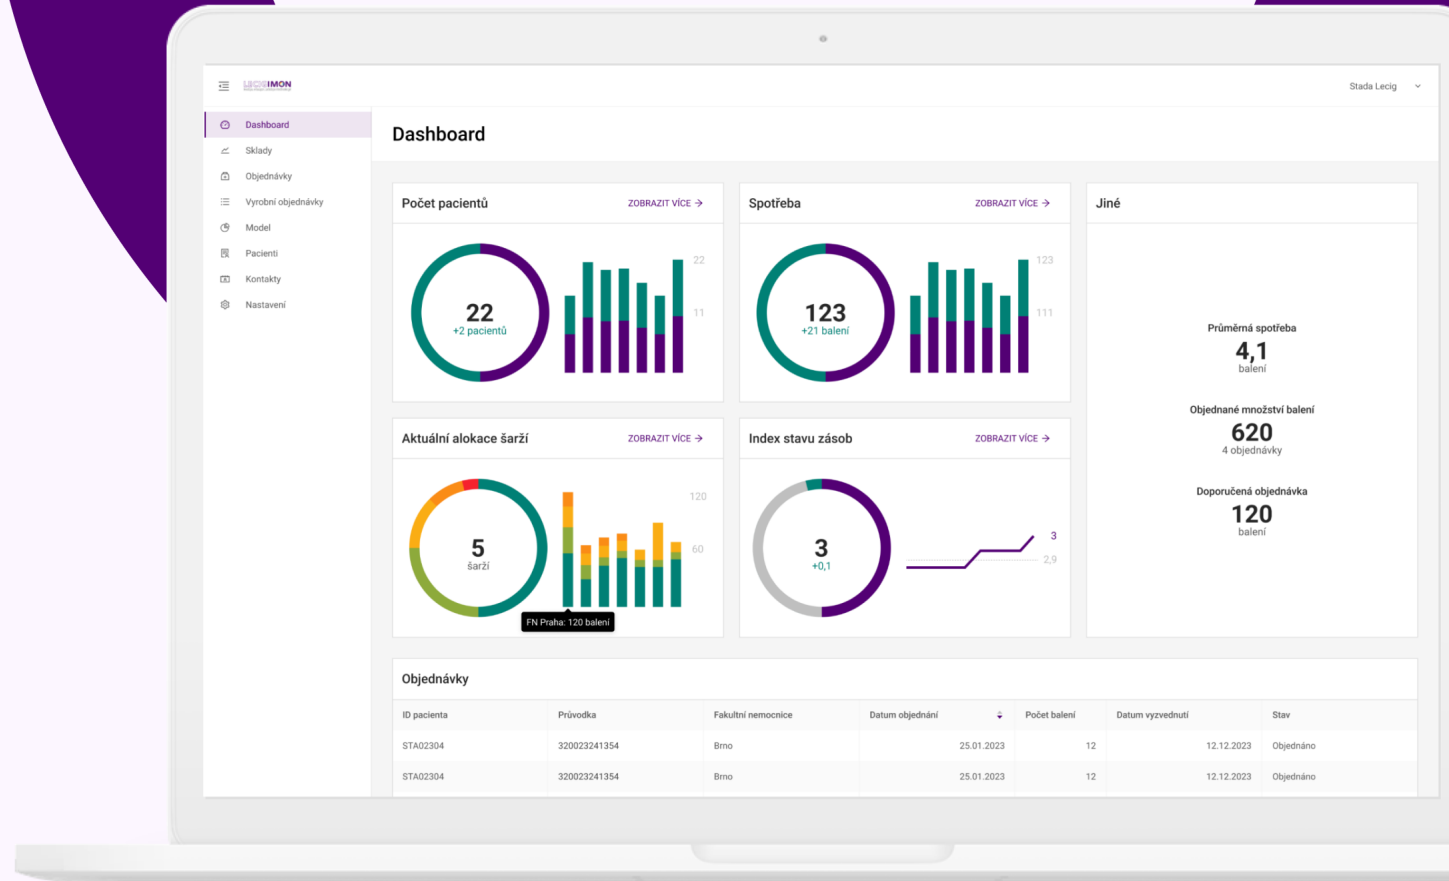 LECIGIMON
Stada Lecig
Dashboard
Sklady
Objednávky
Vyrobní objednávky
Model
Pacienti
Kontakty
Nastavení
Dashboard
Počet pacientů
ZOBRAZIT VÍCE
22
+2 pacientů
22
11
Spotřeba
ZOBRAZIT VÍCE
123
+21 balení
123
111
Jiné
Průměrná spotřeba
4,1
balení
Objednané množství balení
620
4 objednávky
Doporučená objednávka
120
balení
Aktuální alokace šarží
ZOBRAZIT VÍCE
5
šarží
120
60
FN Praha: 120 balení
Index stavu zásob
ZOBRAZIT VÍCE
3
+0,1
3
2,9
Objednávky
ID pacienta Průvodka Fakultní nemocnice Datum objednání Počet balení Datum vyzvednutí Stav
STA02304 320023241354 Brno 25.01.2023 12 12.12.2023 Objednáno
STA02304 320023241354 Brno 25.01.2023 12 12.12.2023 Objednáno